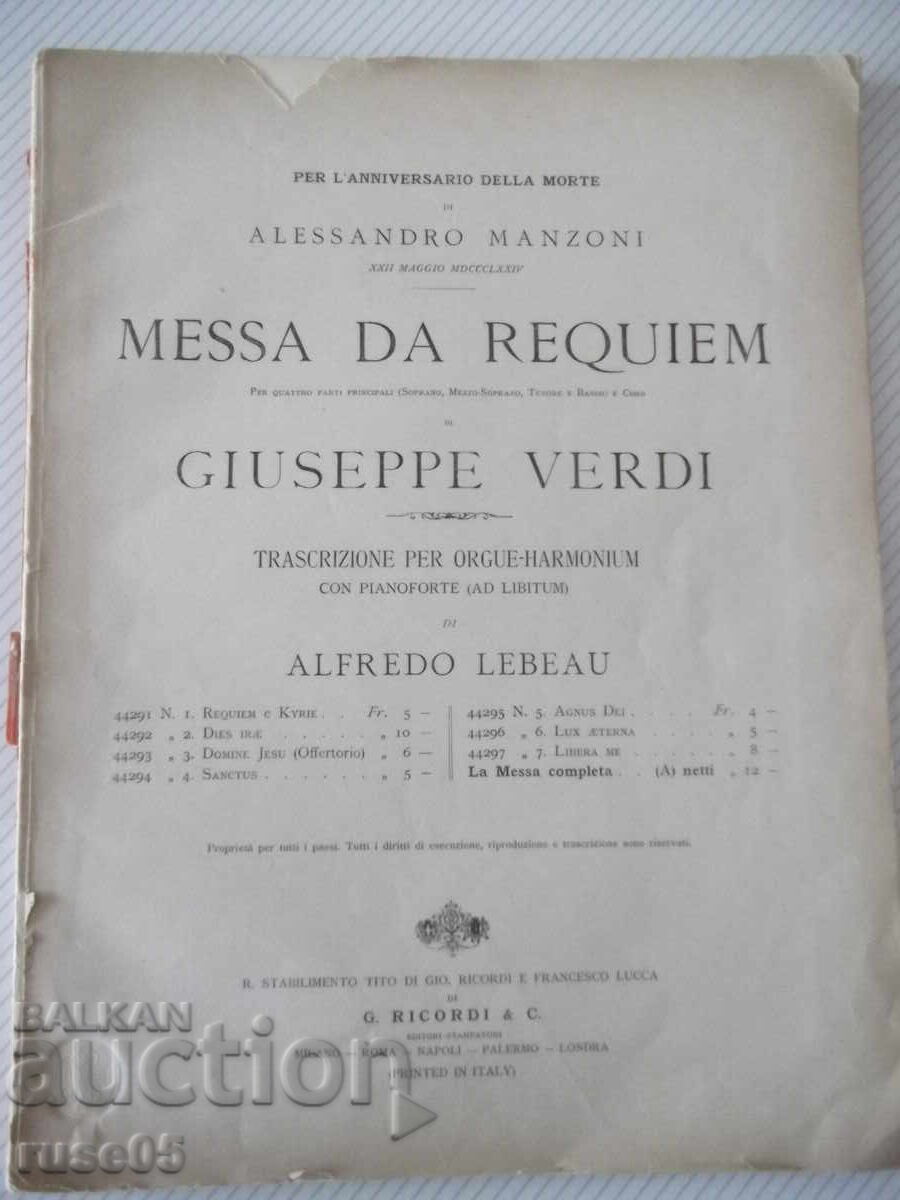 PER L'ANNIVERSARIO DELLA MORTE
DI
ALESSANDRO MANZONI
XXII MAGGIO MDCCCLXXIV
MESSA DA REQUIEM
PER QUATTRO PARTI PRINCIPALI (SOPRANO, MEZZO-SOPRANO, TENORE E BASSO) E CORO
DI
GIUSEPPE VERDI
TRASCRIZIONE PER ORGUE-HARMONIUM
CON PIANOFORTE (AD LIBITUM)
DI
ALFREDO LEBEAU
44291 N. 1. REQUIEM e KYRIE . . Fr. 5 —
44292 „ 2. DIES IRÆ . . . . . „ 10 —
44293 „ 3. DOMINE JESU (Offertorio) „ 6 —
44294 „ 4. SANCTUS . . . . . . „ 5 —
44295 N. 5. AGNUS DEI . . . . Fr. 4 —
44296 „ 6. LUX ÆTERNA . . . . „ 5 —
44297 „ 7. LIBERA ME . . . . . „ 8 —
La Messa completa . . (A) netti „ 12 —
Proprietà per tutti i paesi. Tutti i diritti di esecuzione, riproduzione e trascrizione sono riservati.
R. STABILIMENTO TITO DI GIO. RICORDI E FRANCESCO LUCCA
DI
G. RICORDI & C.
EDITORI-STAMPATORI
MILANO — ROMA — NAPOLI — PALERMO — LONDRA
(PRINTED IN ITALY)
BALKAN
auction
ruse05